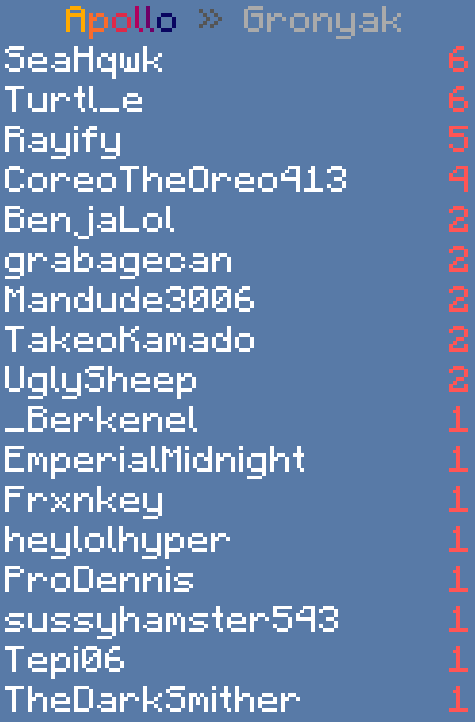 Apollo » Gronyak
SeaHqwk 6
Turtl_e 6
Rayify 5
CoreoTheOreo413 4
BenjaLol 2
grabagecan 2
Mandude3006 2
TakeoKamado 2
UglySheep 2
_Berkenel 1
EmperialMidnight 1
Frxnkey 1
heylolhyper 1
ProDennis 1
sussyhamster543 1
Tepi06 1
TheDarkSmither 1